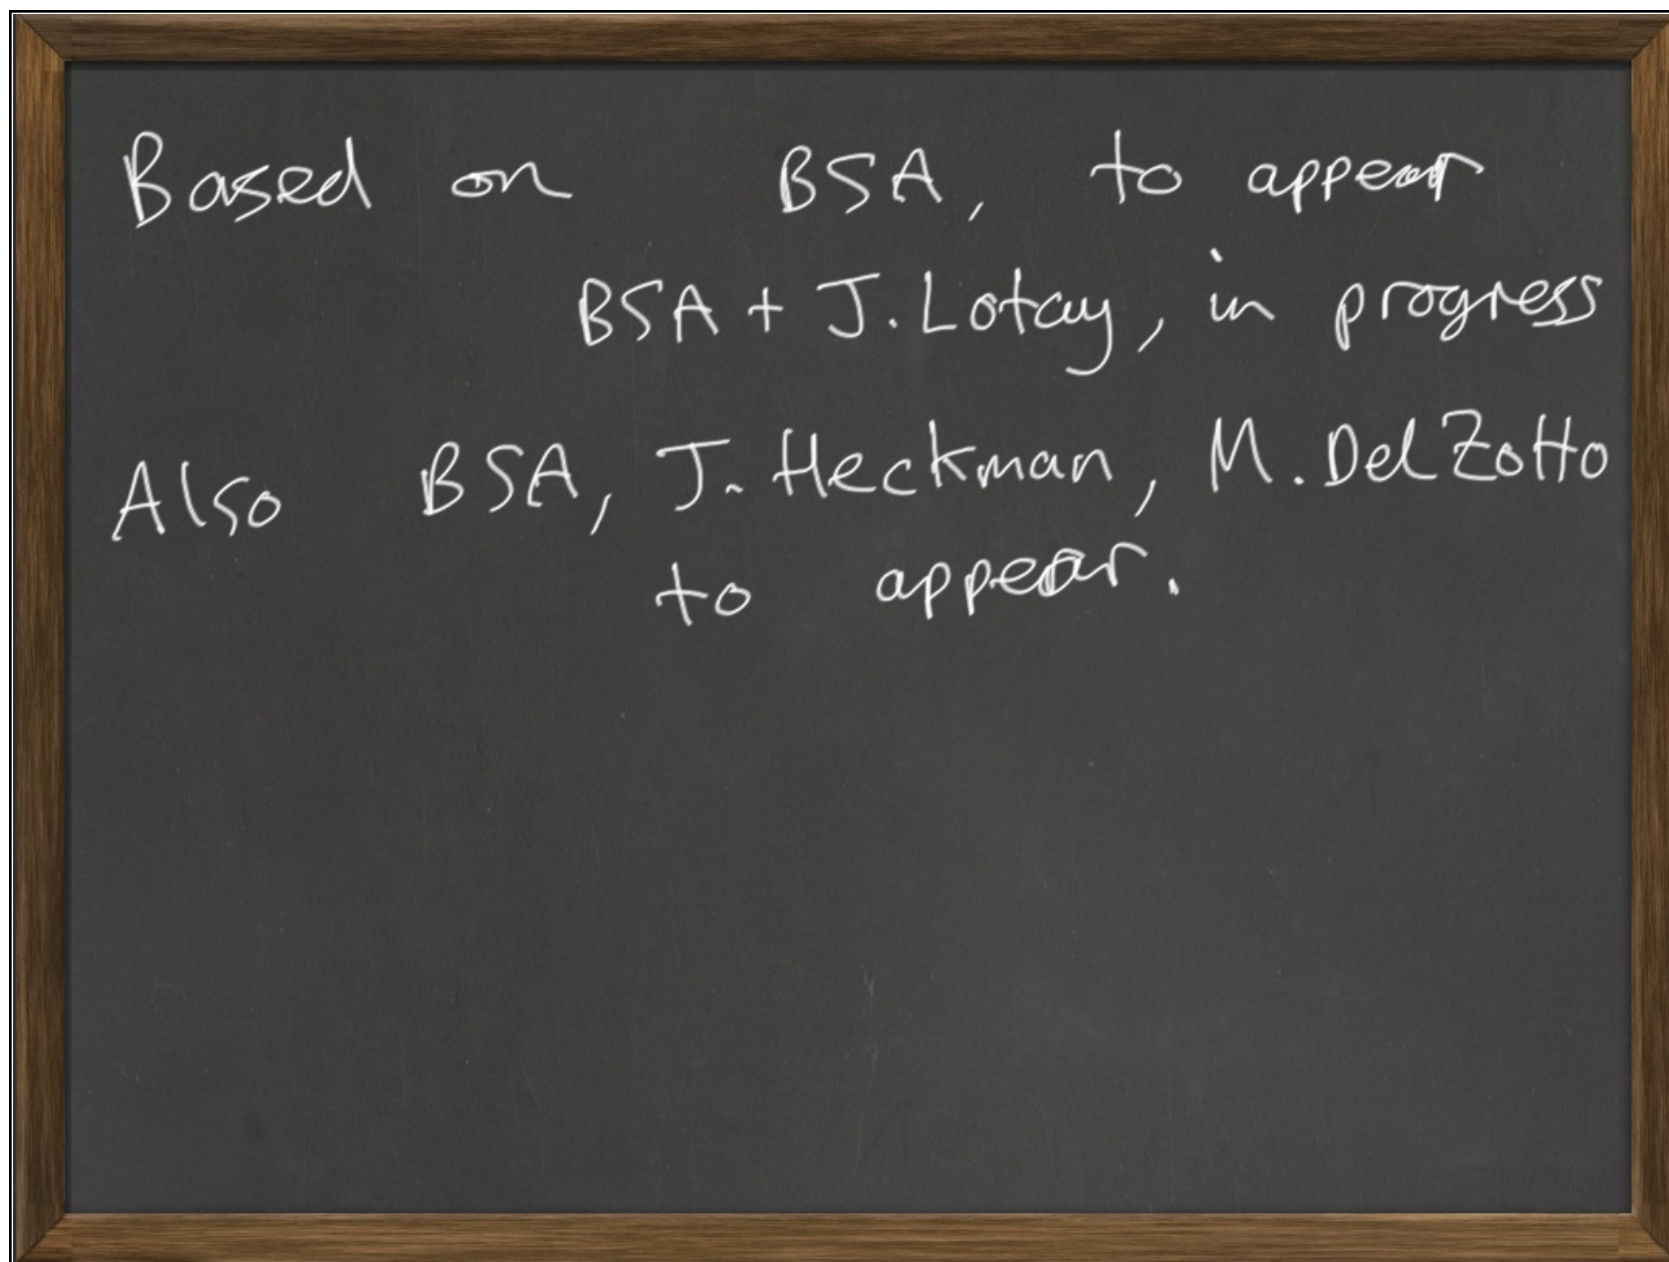 Based on BSA, to appear
BSA + J. Lotay, in progress
Also BSA, J. Heckman, M. Del Zotto
to appear.